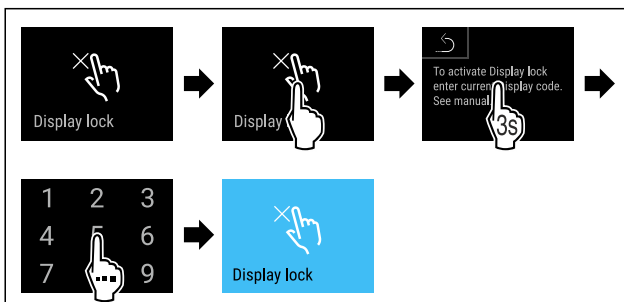 Display lock
Display
To activate Display lock
enter current Display code.
See manual.
3s
1 2 3
4 5 6
7 9
Display lock